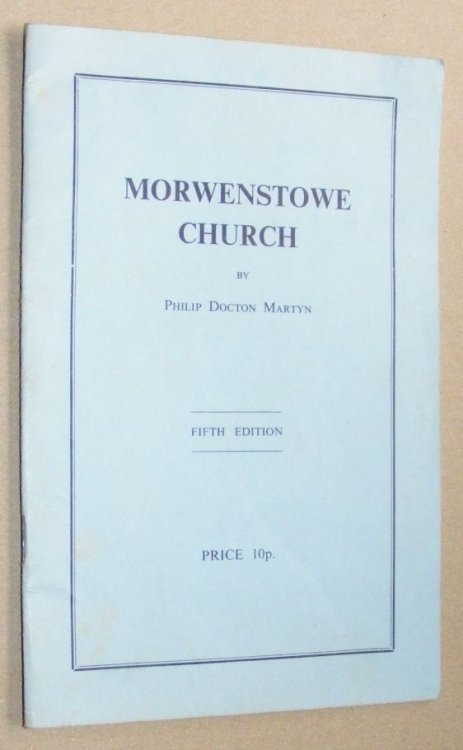 MORWENSTOWE
CHURCH
BY
PHILIP DOCTON MARTYN
FIFTH EDITION
PRICE 10p.